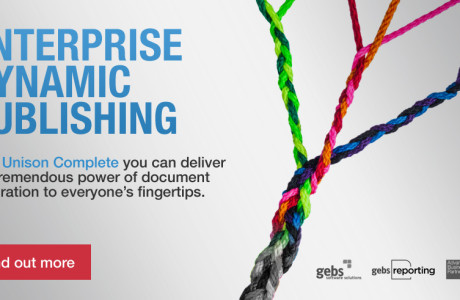 NTERPRISE
YNAMIC
UBLISHING
Unison Complete you can deliver
remendous power of document
ration to everyone's fingertips.
nd out more
gebs
software solutions
gebs reporting